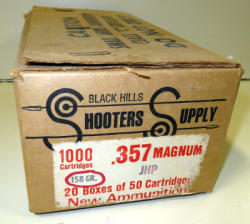 BLACK HILLS
SHOOTERS SUPPLY
1000 .357 MAGNUM
Cartridges JHP
158 GR.
20 Boxes of 50 Cartridges
New Ammunition